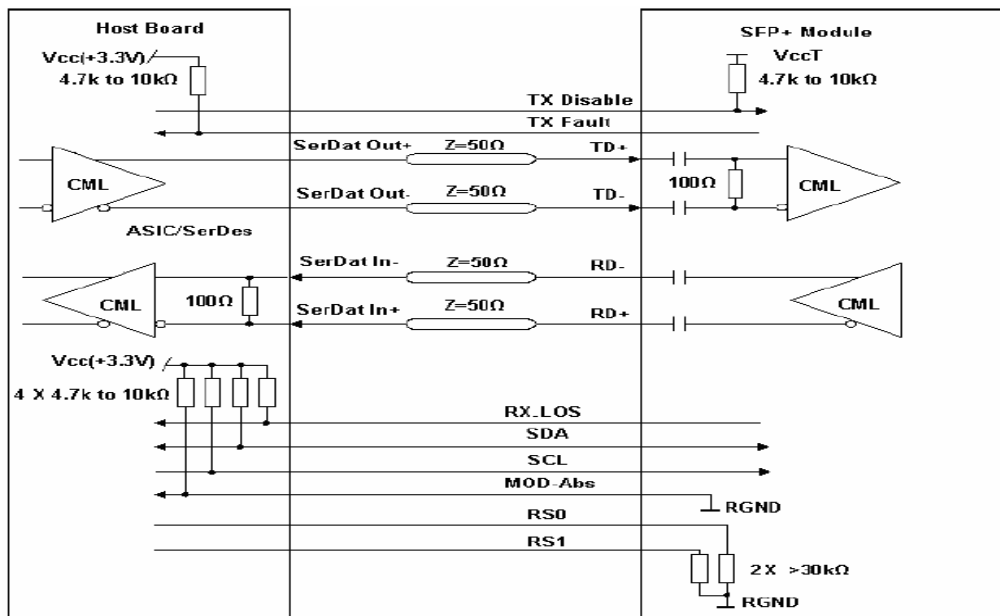 Host Board
SFP+ Module
Vcc(+3.3V)
4.7k to 10kΩ
VccT
4.7k to 10kΩ
TX Disable
TX Fault
SerDat Out+
Z=50Ω
TD+
CML
100Ω
CML
SerDat Out-
Z=50Ω
TD-
ASIC/SerDes
SerDat In-
Z=50Ω
RD-
CML
100Ω
CML
SerDat In+
Z=50Ω
RD+
Vcc(+3.3V)
4 X 4.7k to 10kΩ
RX-LOS
SDA
SCL
MOD-Abs
RGND
RS0
RS1
2X >30kΩ
RGND